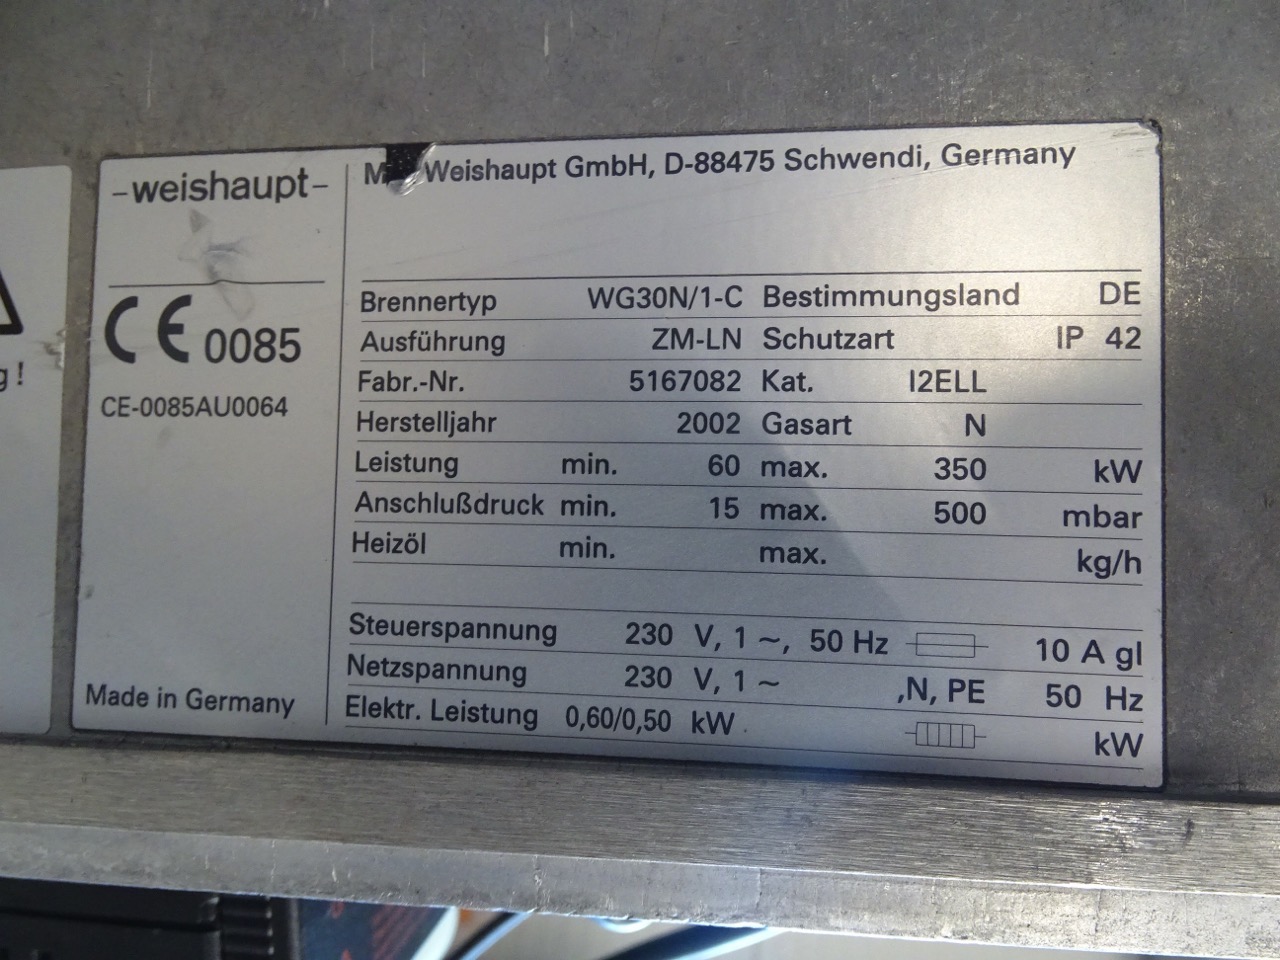 g!
-weishaupt-
CE 0085
CE-0085AU0064
Made in Germany
Weishaupt GmbH, D-88475 Schwendi, Germany
Brennertyp WG30N/1-C Bestimmungsland DE
Ausführung ZM-LN Schutzart IP 42
Fabr.-Nr. 5167082 Kat. I2ELL
Herstelljahr 2002 Gasart N
Leistung min. 60 max. 350 kW
Anschlußdruck min. 15 max. 500 mbar
Heizöl min. max. kg/h
Steuerspannung 230 V, 1 ~, 50 Hz 10 A gl
Netzspannung 230 V, 1 ~ ,N, PE 50 Hz
Elektr. Leistung 0,60/0,50 kW kW